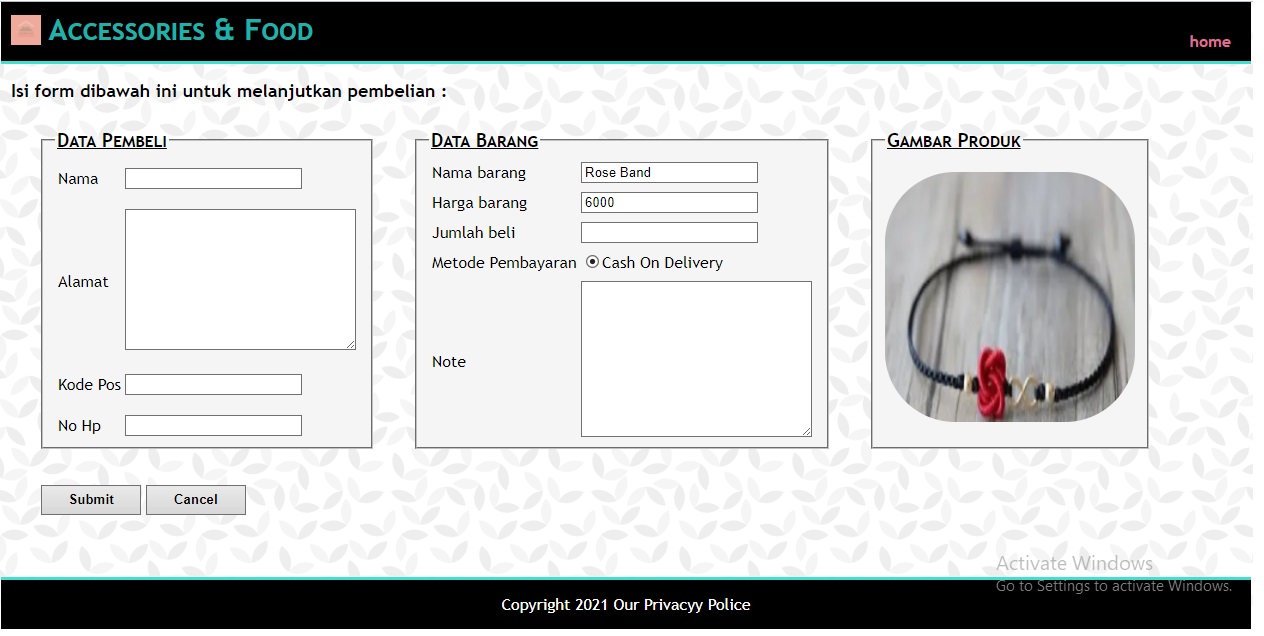 Accessories & Food
home
Isi form dibawah ini untuk melanjutkan pembelian :
Data Pembeli
Nama
Alamat
Kode Pos
No Hp
Data Barang
Nama barang Rose Band
Harga barang 6000
Jumlah beli
Metode Pembayaran Cash On Delivery
Note
Gambar Produk
Submit Cancel
Activate Windows
Go to Settings to activate Windows.
Copyright 2021 Our Privacyy Police